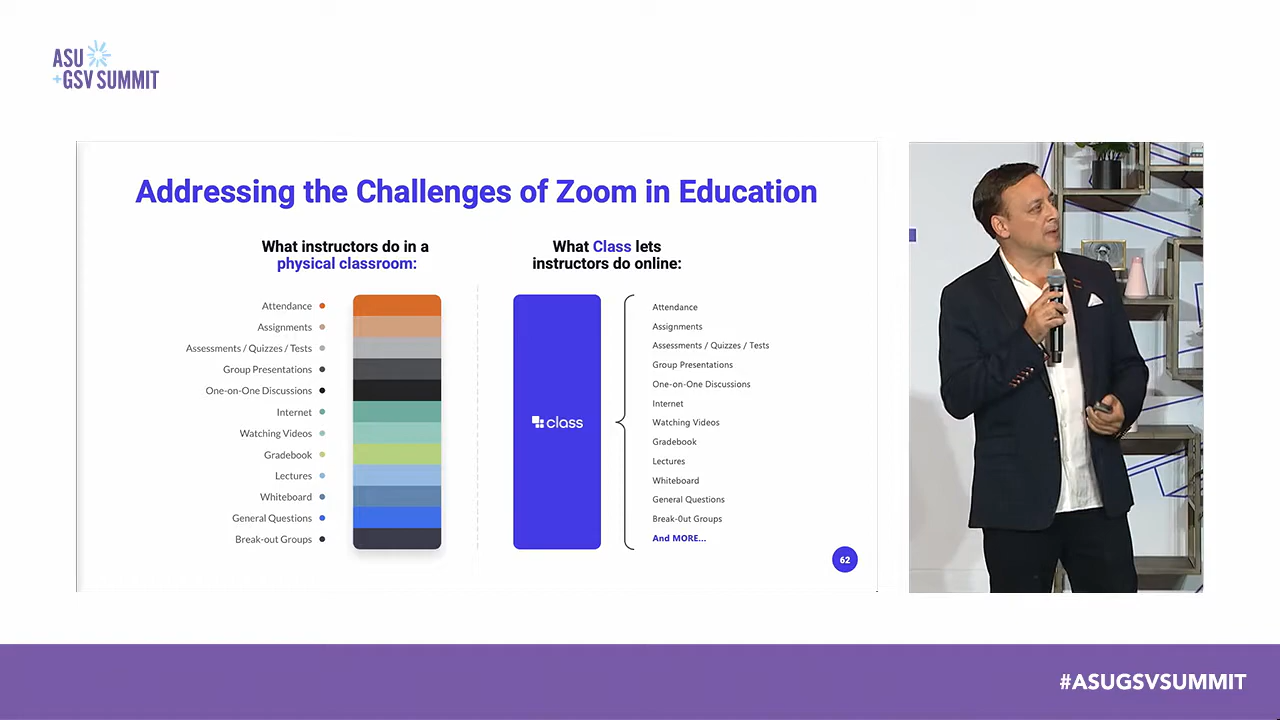 ASU
+GSV SUMMIT
Addressing the Challenges of Zoom in Education
What instructors do in a
physical classroom:
Attendance
Assignments
Assessments / Quizzes / Tests
Group Presentations
One-on-One Discussions
Internet
Watching Videos
Gradebook
Lectures
Whiteboard
General Questions
Break-out Groups
What Class lets
instructors do online:
class
Attendance
Assignments
Assessments / Quizzes / Tests
Group Presentations
One-on-One Discussions
Internet
Watching Videos
Gradebook
Lectures
Whiteboard
General Questions
Break-0ut Groups
And MORE...
62
#ASUGSVSUMMIT